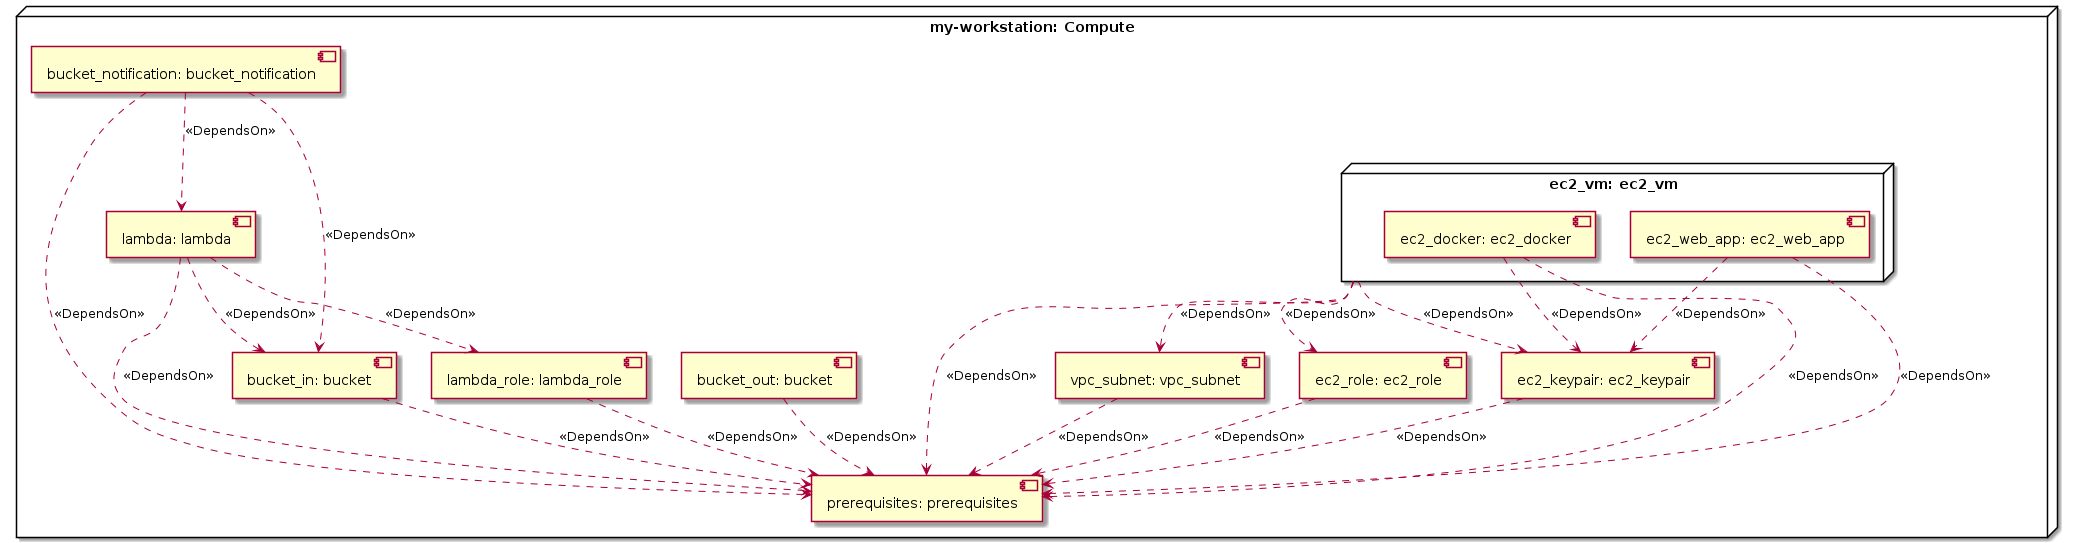 my-workstation: Compute
bucket_notification: bucket_notification
«DependsOn»
ec2_vm: ec2_vm
lambda: lambda
«DependsOn»
ec2_docker: ec2_docker
ec2_web_app: ec2_web_app
«DependsOn»
«DependsOn»
«DependsOn»
«DependsOn»
«DependsOn»
«DependsOn»
«DependsOn»
«DependsOn»
«DependsOn»
«DependsOn»
bucket_in: bucket
lambda_role: lambda_role
bucket_out: bucket
«DependsOn»
vpc_subnet: vpc_subnet
ec2_role: ec2_role
ec2_keypair: ec2_keypair
«DependsOn»
«DependsOn»
«DependsOn»
«DependsOn»
«DependsOn»
«DependsOn»
«DependsOn»
«DependsOn»
prerequisites: prerequisites